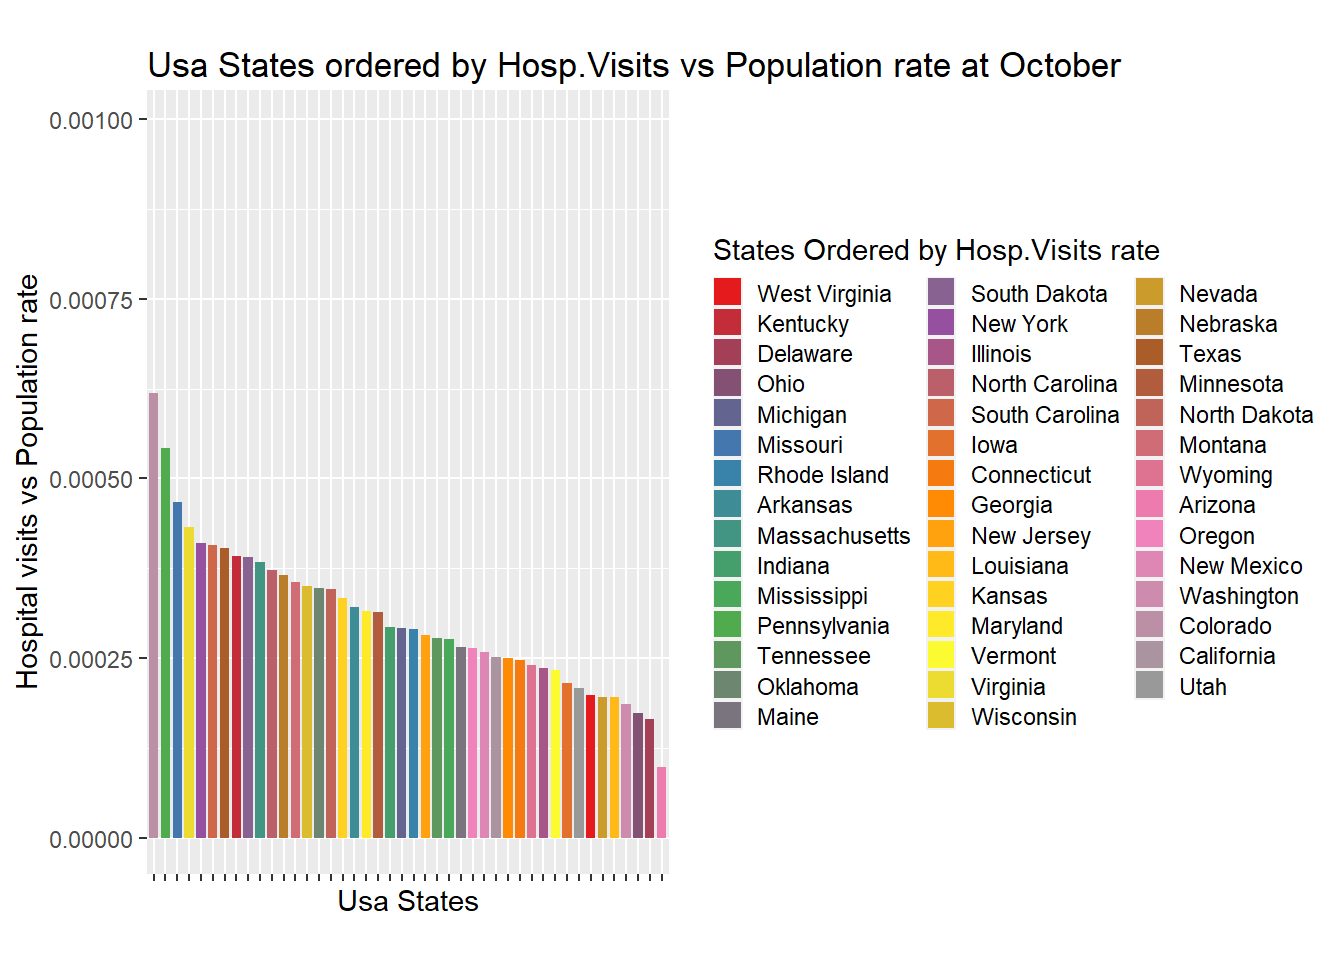 Usa States ordered by Hosp.Visits vs Population rate at October
Hospital visits vs Population rate
0.00100
0.00075
0.00050
0.00025
0.00000
Usa States
States Ordered by Hosp.Visits rate
West Virginia
Kentucky
Delaware
Ohio
Michigan
Missouri
Rhode Island
Arkansas
Massachusetts
Indiana
Mississippi
Pennsylvania
Tennessee
Oklahoma
Maine
South Dakota
New York
Illinois
North Carolina
South Carolina
Iowa
Connecticut
Georgia
New Jersey
Louisiana
Kansas
Maryland
Vermont
Virginia
Wisconsin
Nevada
Nebraska
Texas
Minnesota
North Dakota
Montana
Wyoming
Arizona
Oregon
New Mexico
Washington
Colorado
California
Utah